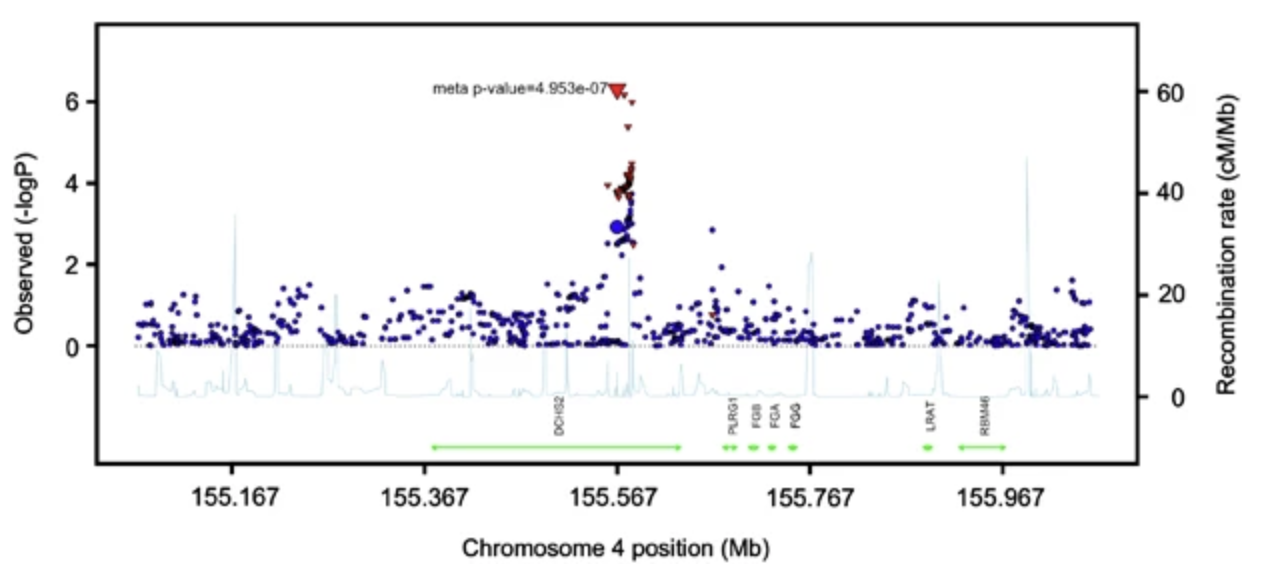 meta p-value=4.953e-07
Observed (-logP)
6
4
2
0
60
40
20
0
Recombination rate (cM/Mb)
DCHS2
PLRG1
FGB
FGA
FGG
LRAT
RBM46
155.167
155.367
155.567
155.767
155.967
Chromosome 4 position (Mb)